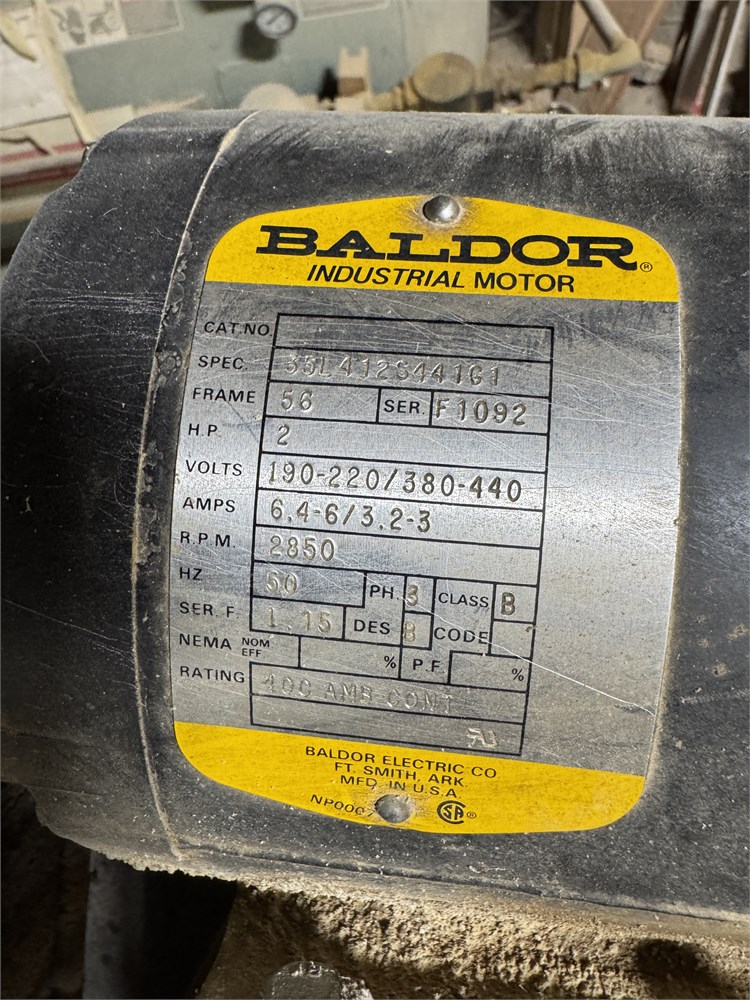 BALDOR®
INDUSTRIAL MOTOR
CAT.NO.
SPEC. 35L412S441G1
FRAME 56 SER. F1092
H.P. 2
VOLTS 190-220/380-440
AMPS 6.4-6/3.2-3
R.P.M. 2850
HZ 50 PH. 3 CLASS B
SER. F. 1.15 DES B CODE
NEMA NOM EFF % P.F. %
RATING 40C AMB-CONT
BALDOR ELECTRIC CO.
FT. SMITH, ARK.
MFD. IN U.S.A.
NP0007 SA®